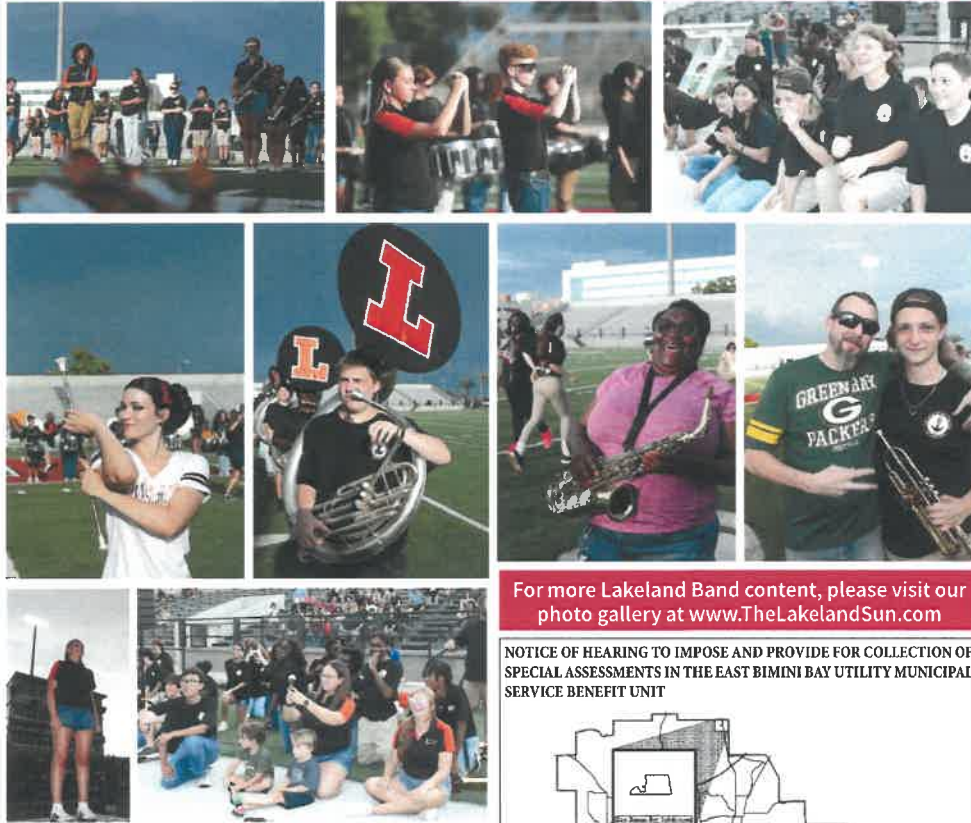 L
L
GREEN BAY
G
PACKERS
For more Lakeland Band content, please visit our
photo gallery at www.TheLakelandSun.com
NOTICE OF HEARING TO IMPOSE AND PROVIDE FOR COLLECTION OF
SPECIAL ASSESSMENTS IN THE EAST BIMINI BAY UTILITY MUNICIPAL
SERVICE BENEFIT UNIT